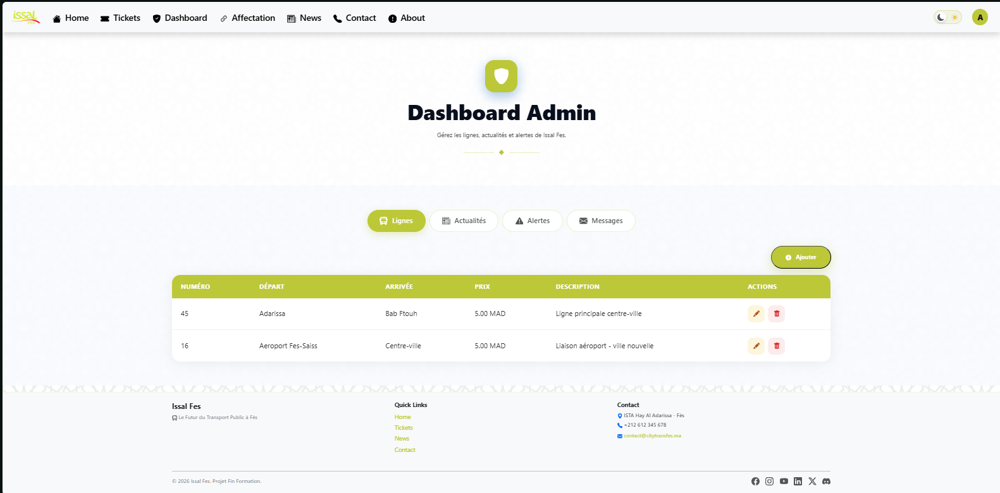 issal
FES
Home Tickets Dashboard Affectation News Contact About
A
Dashboard Admin
Gérez les lignes, actualités et alertes de Issal Fes.
Lignes Actualités Alertes Messages
Ajouter
NUMÉRO DÉPART ARRIVÉE PRIX DESCRIPTION ACTIONS
45 Adarissa Bab Ftouh 5.00 MAD Ligne principale centre-ville
16 Aeroport Fes-Saiss Centre-ville 5.00 MAD Liaison aéroport - ville nouvelle
Issal Fes
Le Futur du Transport Public à Fès
Quick Links
Home
Tickets
News
Contact
Contact
ISTA Hay Al Adarissa - Fès
+212 612 345 678
contact@citytransfes.ma
© 2026 Issal Fes. Projet Fin Formation.